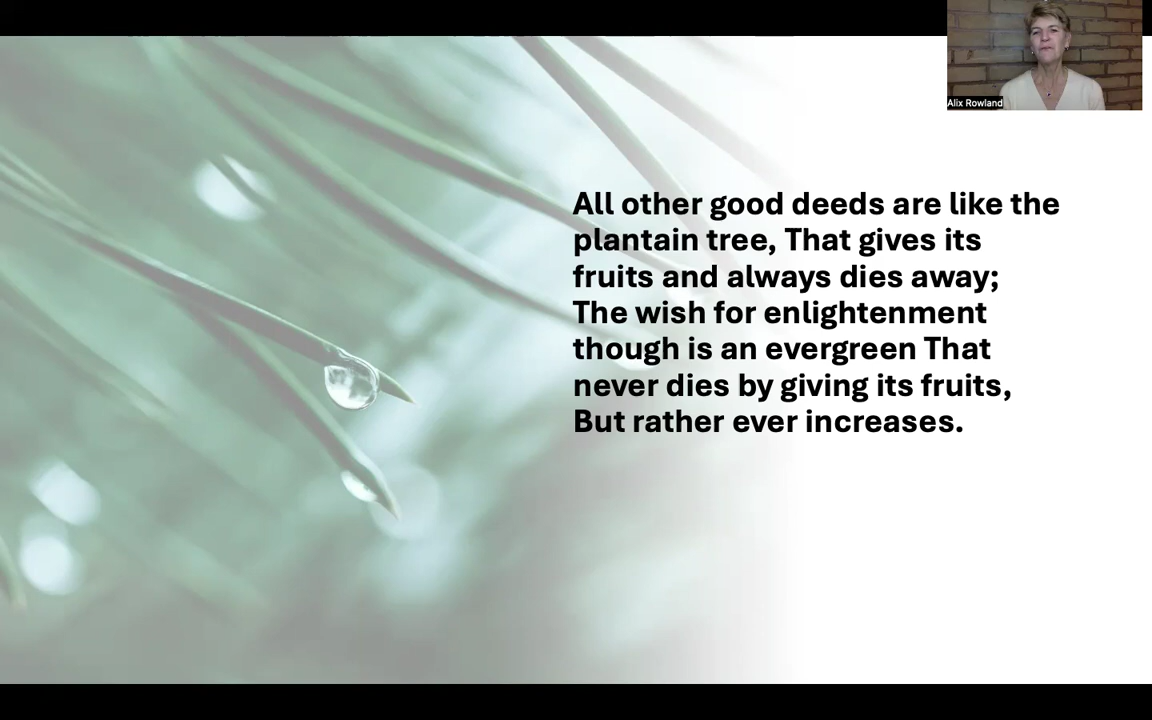 Alix Rowland
All other good deeds are like the
plantain tree, That gives its
fruits and always dies away;
The wish for enlightenment
though is an evergreen That
never dies by giving its fruits,
But rather ever increases.